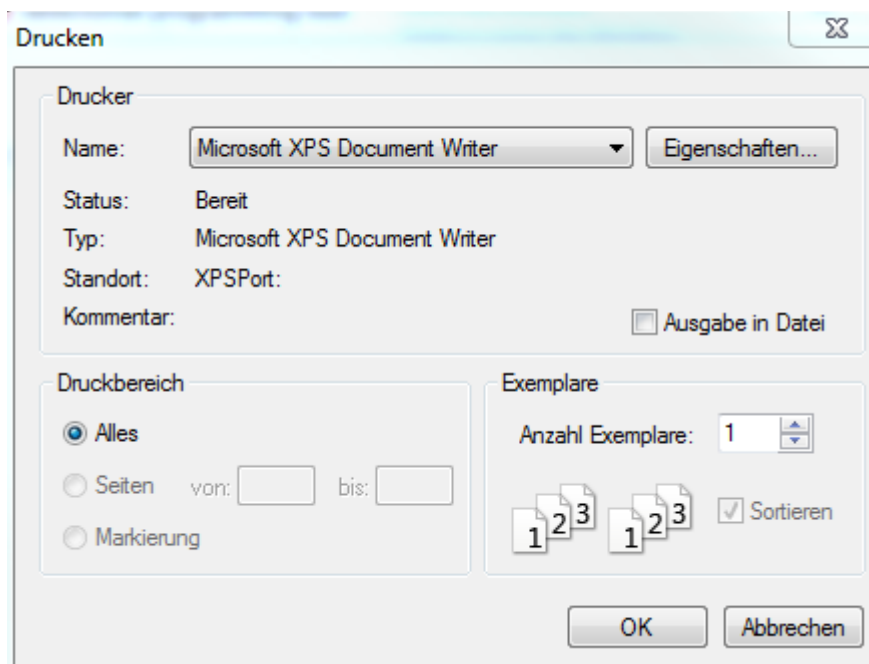 Drucken
Drucker
Name: Microsoft XPS Document Writer Eigenschaften...
Status: Bereit
Typ: Microsoft XPS Document Writer
Standort: XPSPort:
Kommentar: Ausgabe in Datei
Druckbereich
Alles
Seiten von: bis:
Markierung
Exemplare
Anzahl Exemplare: 1
1 2 3 1 2 3 Sortieren
OK Abbrechen